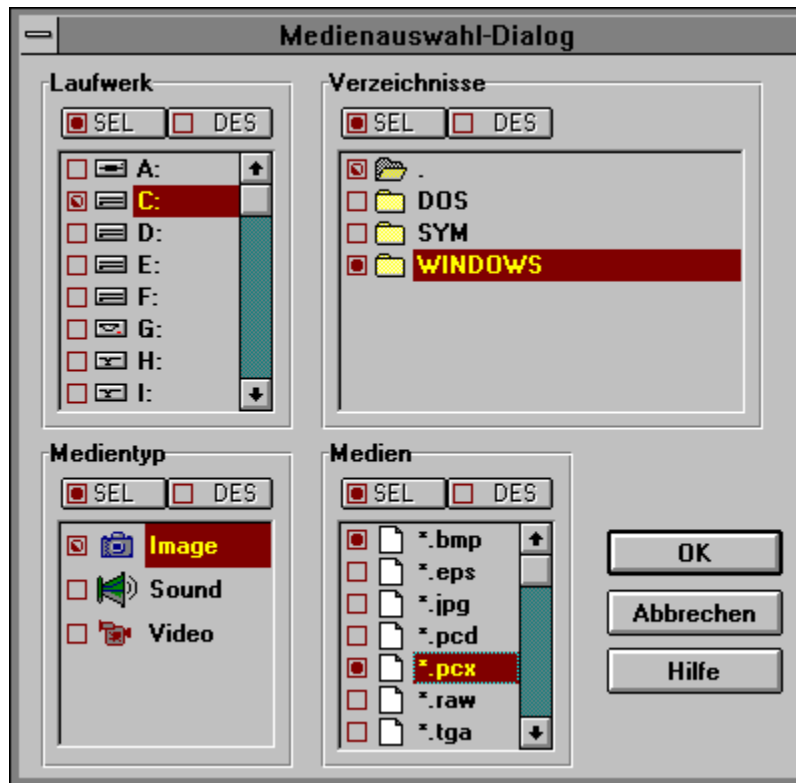 Medienauswahl-Dialog
Laufwerk
SEL DES
A:
C:
D:
E:
F:
G:
H:
I:
Verzeichnisse
SEL DES
.
DOS
SYM
WINDOWS
Medientyp
SEL DES
Image
Sound
Video
Medien
SEL DES
*.bmp
*.eps
*.jpg
*.pcd
*.pcx
*.raw
*.tga
OK
Abbrechen
Hilfe